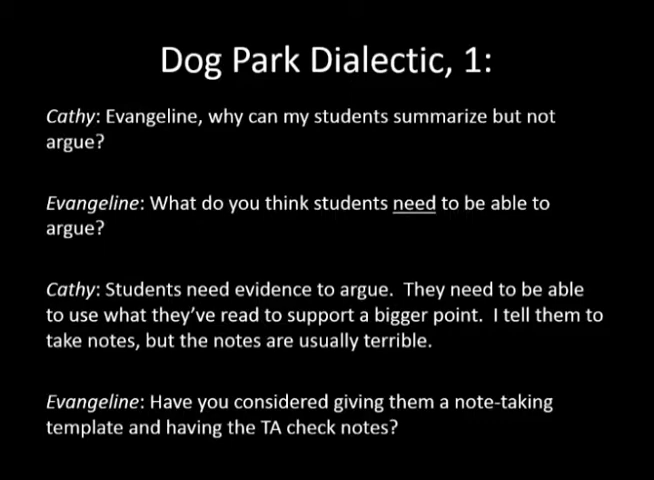 Dog Park Dialectic, 1:
Cathy: Evangeline, why can my students summarize but not
argue?
Evangeline: What do you think students need to be able to
argue?
Cathy: Students need evidence to argue.  They need to be able
to use what they’ve read to support a bigger point.  I tell them to
take notes, but the notes are usually terrible.
Evangeline: Have you considered giving them a note-taking
template and having the TA check notes?